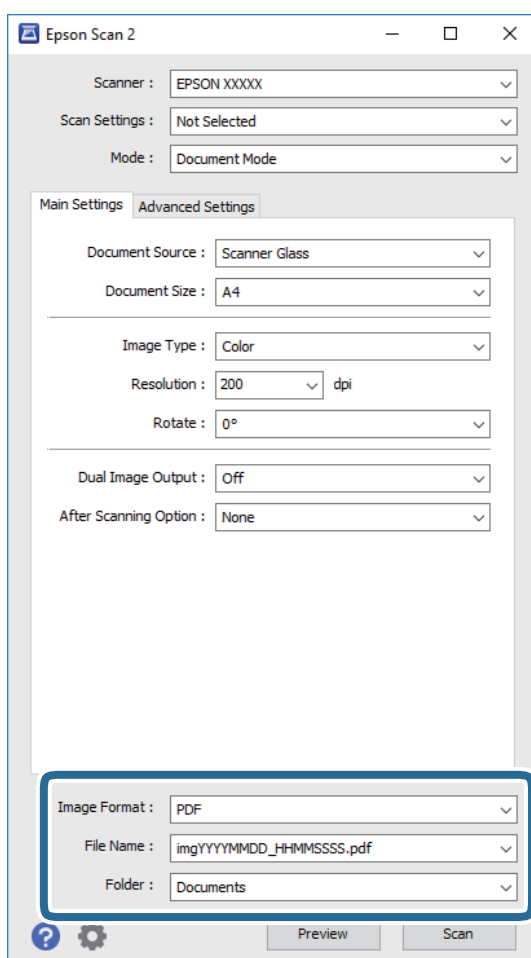 Epson Scan 2
Scanner : EPSON XXXXX
Scan Settings : Not Selected
Mode : Document Mode
Main Settings Advanced Settings
Document Source : Scanner Glass
Document Size : A4
Image Type : Color
Resolution : 200 dpi
Rotate : 0°
Dual Image Output : Off
After Scanning Option : None
Image Format : PDF
File Name : imgYYYYMMDD_HHMMSSSS.pdf
Folder : Documents
? Preview Scan